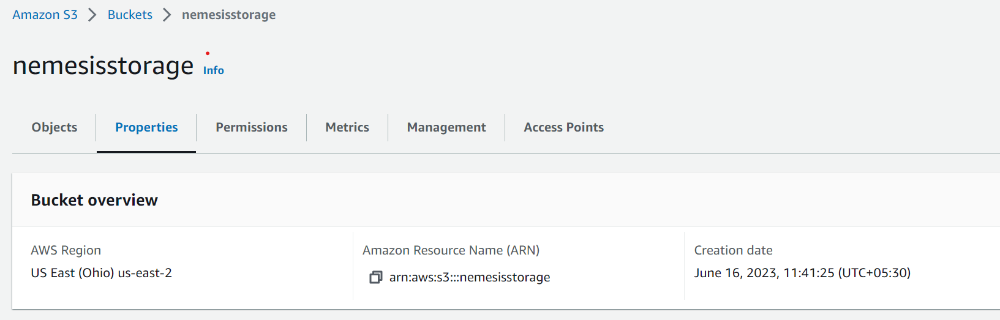 Amazon S3 > Buckets > nemesisstorage
nemesisstorage Info
Objects Properties Permissions Metrics Management Access Points
Bucket overview
AWS Region Amazon Resource Name (ARN) Creation date
US East (Ohio) us-east-2 arn:aws:s3:::nemesisstorage June 16, 2023, 11:41:25 (UTC+05:30)